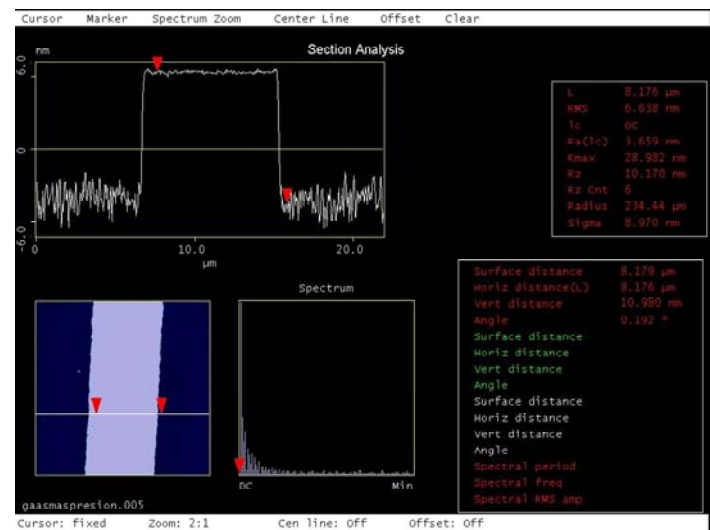 Cursor Marker Spectrum Zoom Center Line Offset Clear
Section Analysis
nm
6.0
0
-6.0
0 10.0 20.0
µm
L 8.176 µm
RMS 6.638 nm
lc DC
Ra(lc) 3.659 nm
Rmax 28.982 nm
Rz 10.170 nm
Rz Cnt 6
Radius 234.44 µm
Sigma 8.970 nm
Spectrum
DC Min
Surface distance 8.179 µm
Horiz distance(L) 8.176 µm
Vert distance 10.980 nm
Angle 0.192 °
Surface distance
Horiz distance
Vert distance
Angle
Surface distance
Horiz distance
Vert distance
Angle
Spectral period
Spectral freq
Spectral RMS amp
gaasmaspresion.005
Cursor: fixed Zoom: 2:1 Cen line: Off Offset: Off